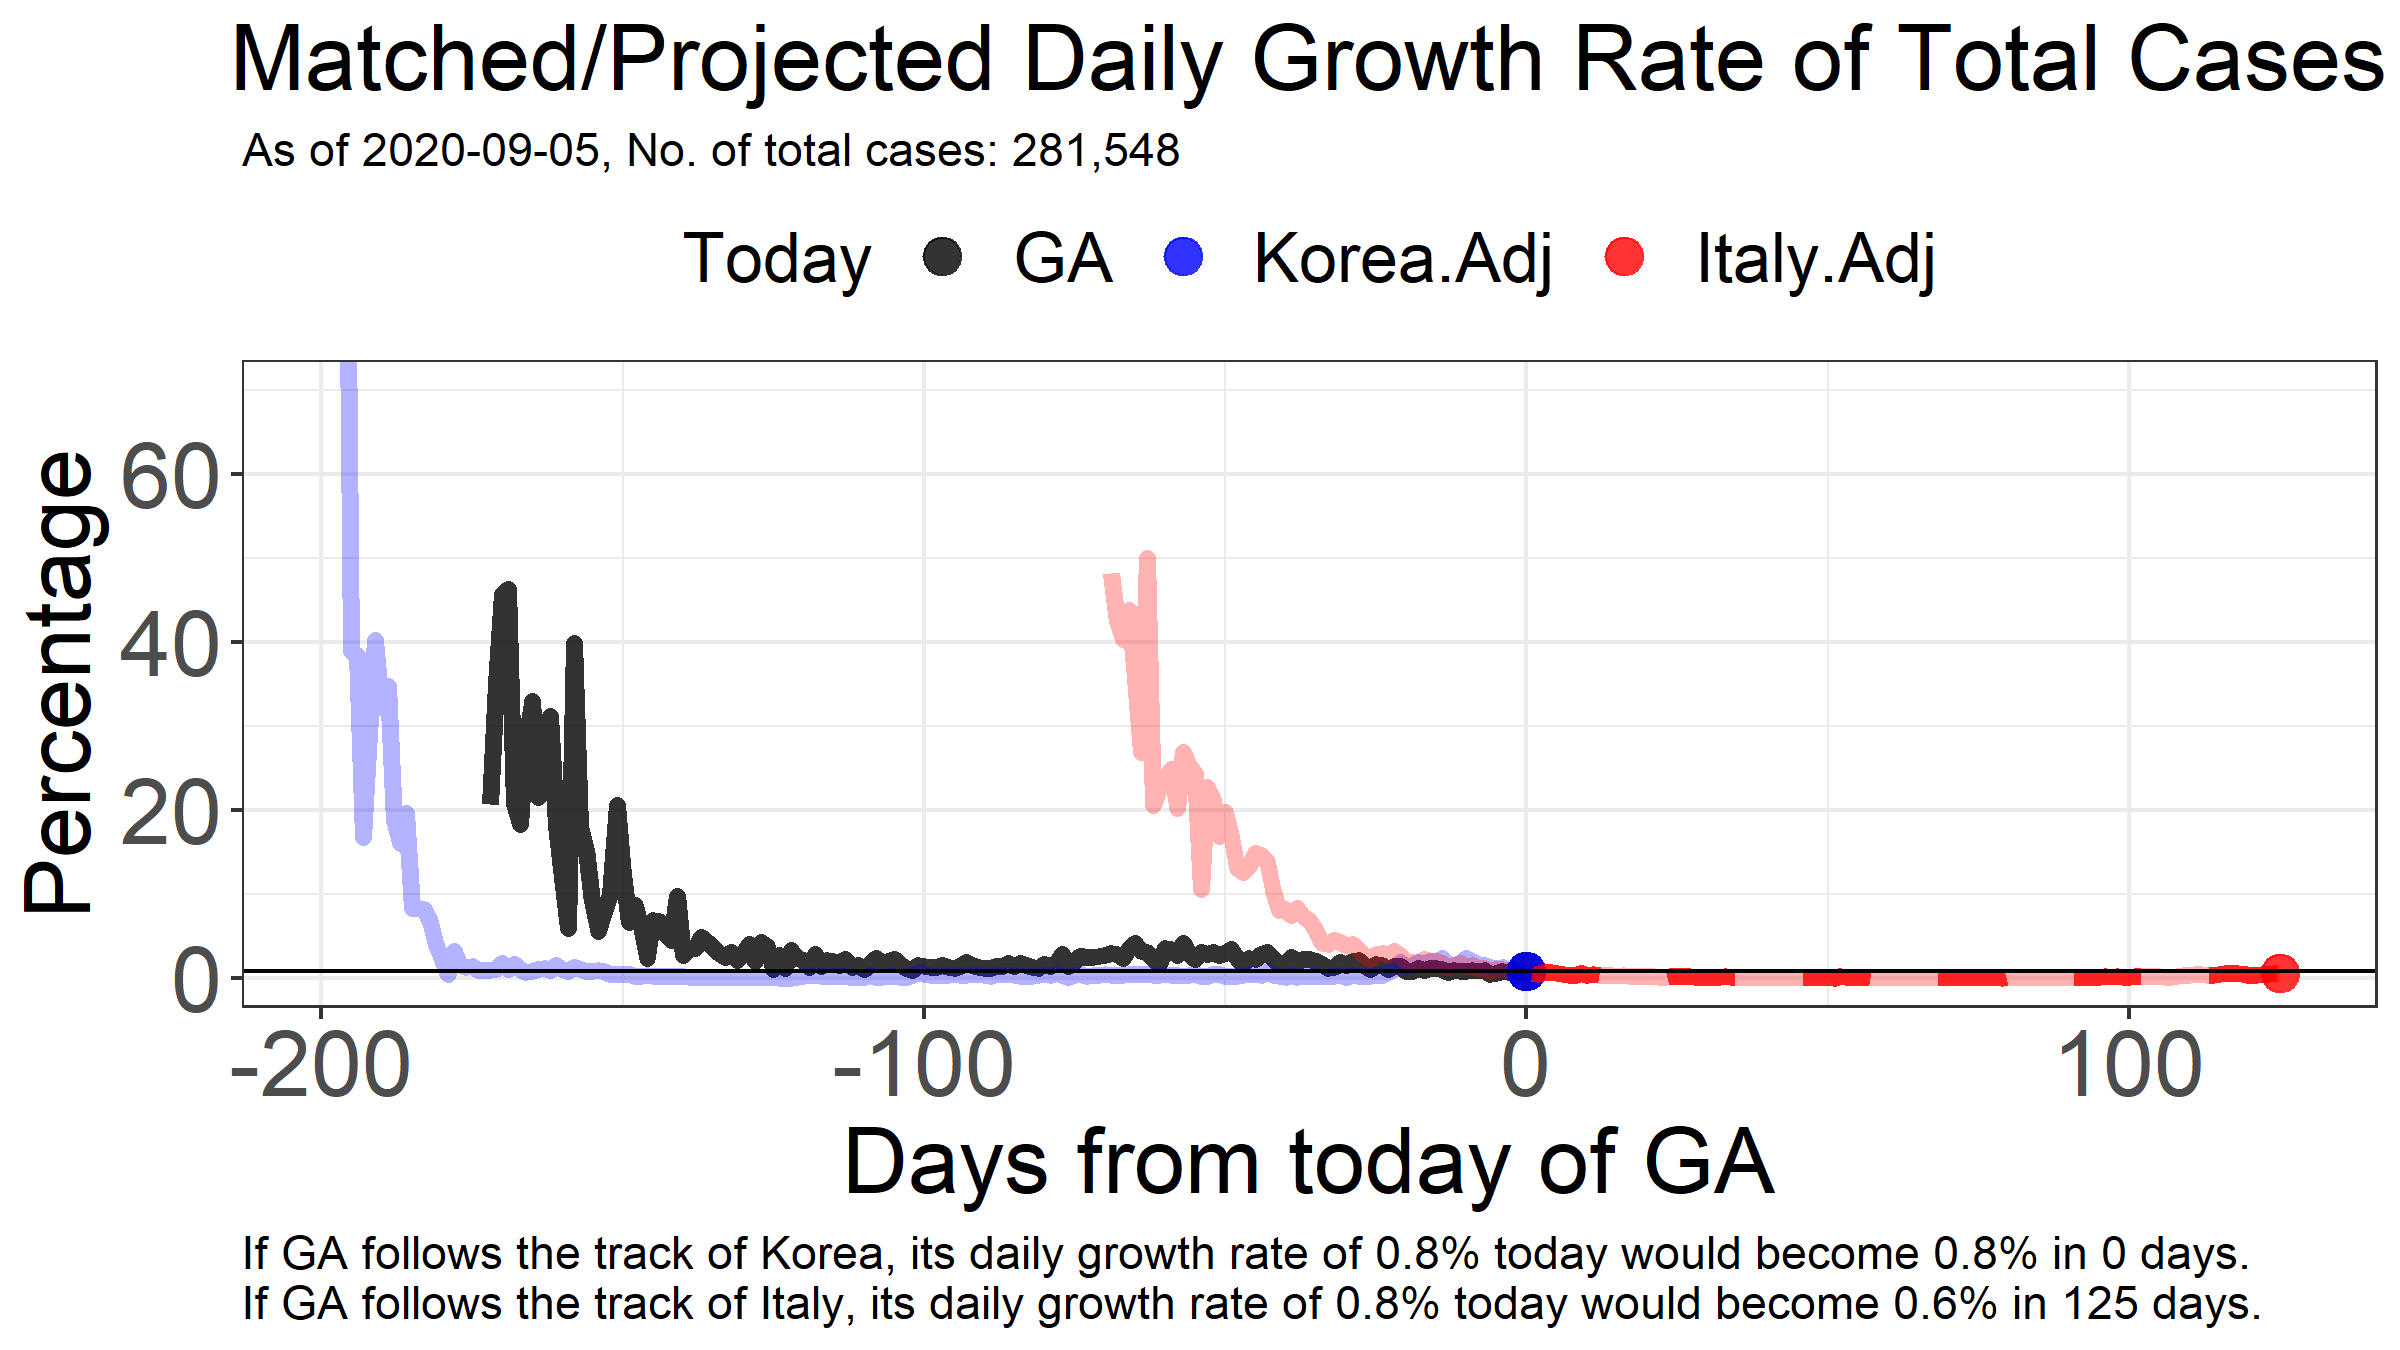 Matched/Projected Daily Growth Rate of Total Cases
As of 2020-09-05, No. of total cases: 281,548
Today GA Korea.Adj Italy.Adj
Percentage
60
40
20
0
-200 -100 0 100
Days from today of GA
If GA follows the track of Korea, its daily growth rate of 0.8% today would become 0.8% in 0 days.
If GA follows the track of Italy, its daily growth rate of 0.8% today would become 0.6% in 125 days.